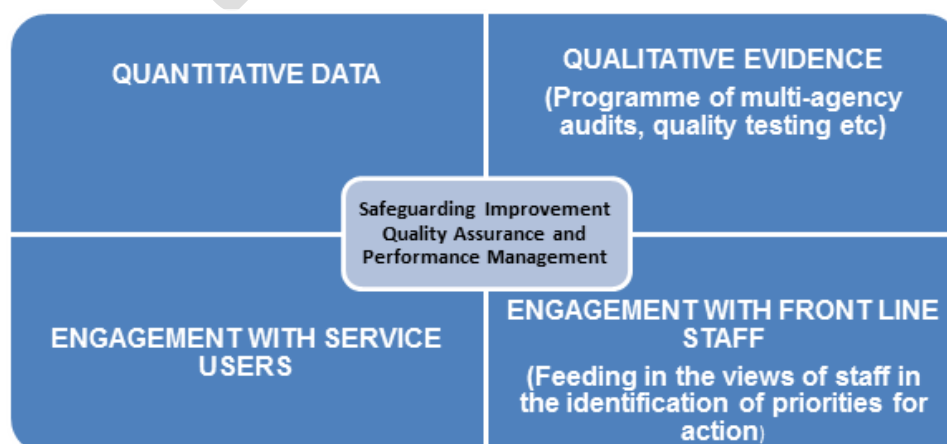 QUANTITATIVE DATA
QUALITATIVE EVIDENCE
(Programme of multi-agency
audits, quality testing etc)
Safeguarding Improvement
Quality Assurance and
Performance Management
ENGAGEMENT WITH SERVICE
USERS
ENGAGEMENT WITH FRONT LINE
STAFF
(Feeding in the views of staff in
the identification of priorities for
action)